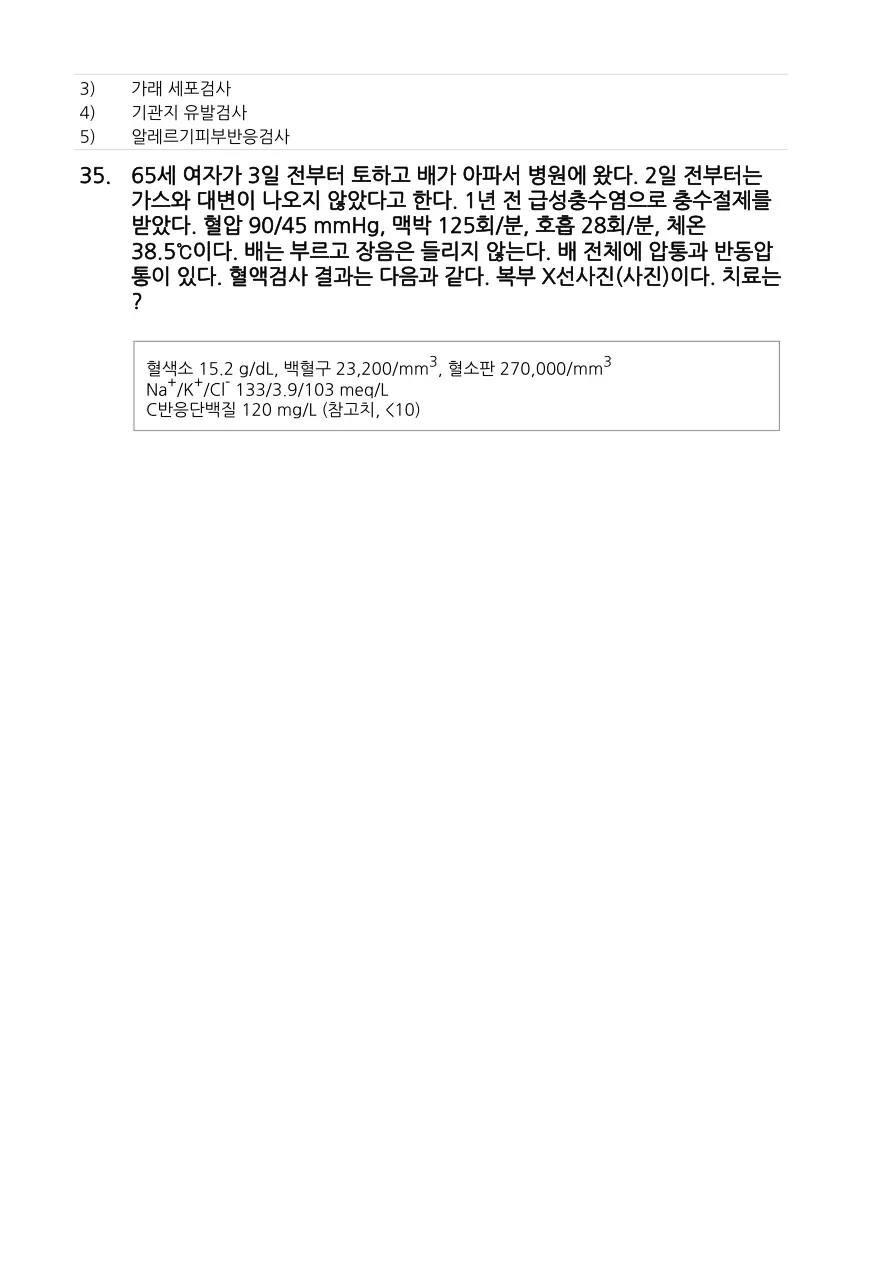 3) 가래 세포검사
4) 기관지 유발검사
5) 알레르기피부반응검사
35. 65세 여자가 3일 전부터 토하고 배가 아파서 병원에 왔다. 2일 전부터는
가스와 대변이 나오지 않았다고 한다. 1년 전 급성충수염으로 충수절제를
받았다. 혈압 90/45 mmHg, 맥박 125회/분, 호흡 28회/분, 체온
38.5℃이다. 배는 부르고 장음은 들리지 않는다. 배 전체에 압통과 반동압
통이 있다. 혈액검사 결과는 다음과 같다. 복부 X선사진(사진)이다. 치료는
?
혈색소 15.2 g/dL, 백혈구 23,200/mm³, 혈소판 270,000/mm³
Na⁺/K⁺/Cl⁻ 133/3.9/103 meq/L
C반응단백질 120 mg/L (참고치, <10)